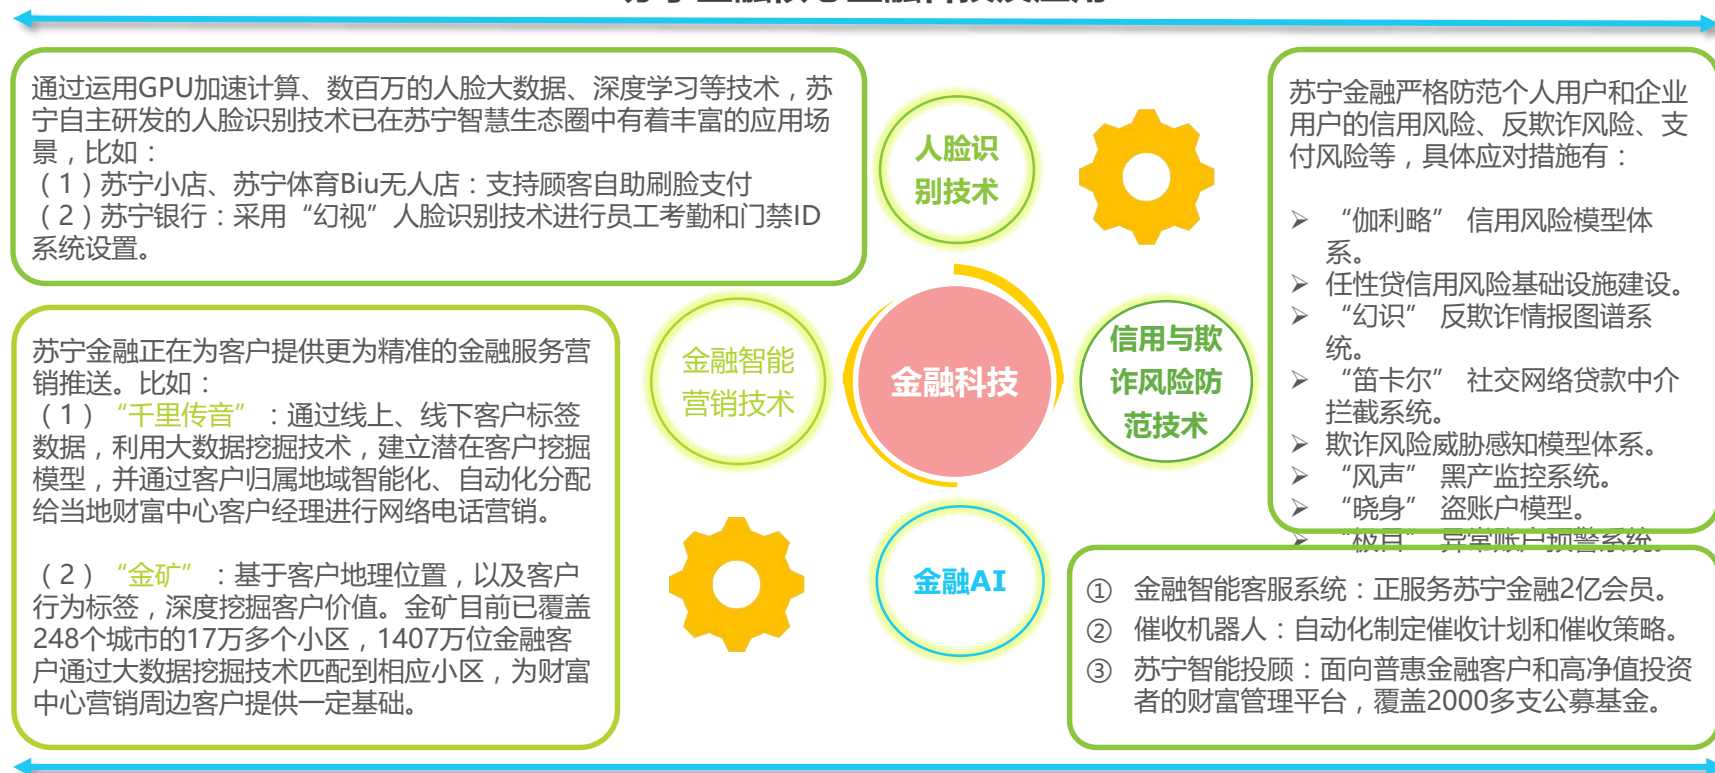 通过运用GPU加速计算、数百万的人脸大数据、深度学习等技术，苏
宁自主研发的人脸识别技术已在苏宁智慧生态圈中有着丰富的应用场
景，比如：
（1）苏宁小店、苏宁体育Biu无人店：支持顾客自助刷脸支付
（2）苏宁银行：采用“幻视”人脸识别技术进行员工考勤和门禁ID
系统设置。
人脸识
别技术
苏宁金融严格防范个人用户和企业
用户的信用风险、反欺诈风险、支
付风险等，具体应对措施有：
➢ “伽利略” 信用风险模型体
系。
➢ 任性贷信用风险基础设施建设。
➢ “幻识” 反欺诈情报图谱系
统。
➢ “笛卡尔” 社交网络贷款中介
拦截系统。
➢ 欺诈风险威胁感知模型体系。
➢ “风声” 黑产监控系统。
➢ “晓身” 盗账户模型。
➢ “极目” 异常账户预警系统。
苏宁金融正在为客户提供更为精准的金融服务营
销推送。比如：
（1）“千里传音”：通过线上、线下客户标签
数据，利用大数据挖掘技术，建立潜在客户挖掘
模型，并通过客户归属地域智能化、自动化分配
给当地财富中心客户经理进行网络电话营销。
（2）“金矿”：基于客户地理位置，以及客户
行为标签，深度挖掘客户价值。金矿目前已覆盖
248个城市的17万多个小区，1407万位金融客
户通过大数据挖掘技术匹配到相应小区，为财富
中心营销周边客户提供一定基础。
金融智能
营销技术
金融科技
信用与欺
诈风险防
范技术
金融AI
① 金融智能客服系统：正服务苏宁金融2亿会员。
② 催收机器人：自动化制定催收计划和催收策略。
③ 苏宁智能投顾：面向普惠金融客户和高净值投资
者的财富管理平台，覆盖2000多支公募基金。